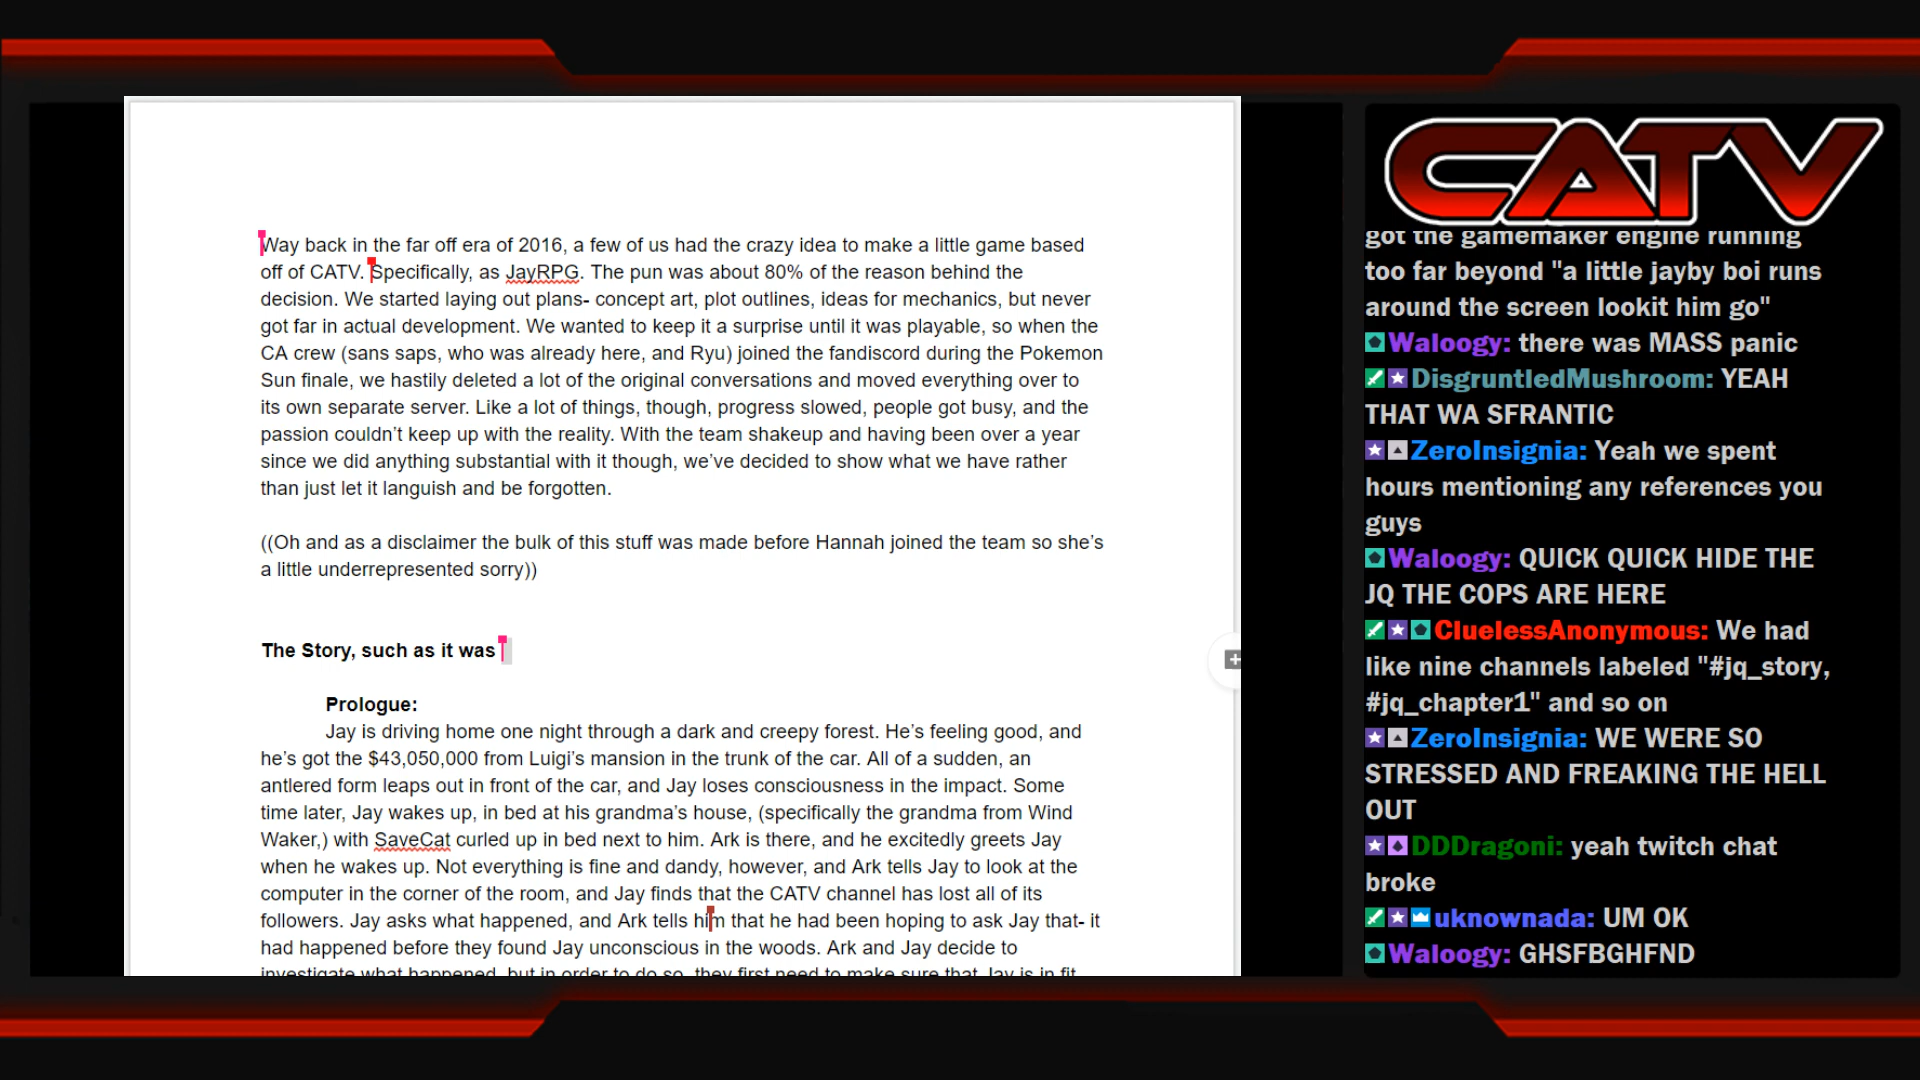 Way back in the far off era of 2016, a few of us had the crazy idea to make a little game based
off of CATV. Specifically, as JayRPG. The pun was about 80% of the reason behind the
decision. We started laying out plans- concept art, plot outlines, ideas for mechanics, but never
got far in actual development. We wanted to keep it a surprise until it was playable, so when the
CA crew (sans saps, who was already here, and Ryu) joined the fandiscord during the Pokemon
Sun finale, we hastily deleted a lot of the original conversations and moved everything over to
its own separate server. Like a lot of things, though, progress slowed, people got busy, and the
passion couldn't keep up with the reality. With the team shakeup and having been over a year
since we did anything substantial with it though, we've decided to show what we have rather
than just let it languish and be forgotten.
((Oh and as a disclaimer the bulk of this stuff was made before Hannah joined the team so she's
a little underrepresented sorry))
The Story, such as it was
Prologue:
Jay is driving home one night through a dark and creepy forest. He's feeling good, and
he's got the $43,050,000 from Luigi's mansion in the trunk of the car. All of a sudden, an
antlered form leaps out in front of the car, and Jay loses consciousness in the impact. Some
time later, Jay wakes up, in bed at his grandma's house, (specifically the grandma from Wind
Waker,) with SaveCat curled up in bed next to him. Ark is there, and he excitedly greets Jay
when he wakes up. Not everything is fine and dandy, however, and Ark tells Jay to look at the
computer in the corner of the room, and Jay finds that the CATV channel has lost all of its
followers. Jay asks what happened, and Ark tells him that he had been hoping to ask Jay that- it
had happened before they found Jay unconscious in the woods. Ark and Jay decide to
investigate what happened, but in order to do so, they first need to make sure that Jay is in fit
CATV
got the gamemaker engine running
too far beyond "a little jayby boi runs
around the screen lookit him go"
Waloogy: there was MASS panic
DisgruntledMushroom: YEAH
THAT WA SFRANTIC
ZeroInsignia: Yeah we spent
hours mentioning any references you
guys
Waloogy: QUICK QUICK HIDE THE
JQ THE COPS ARE HERE
CluelessAnonymous: We had
like nine channels labeled "#jq_story,
#jq_chapter1" and so on
ZeroInsignia: WE WERE SO
STRESSED AND FREAKING THE HELL
OUT
DDDragoni: yeah twitch chat
broke
uknownada: UM OK
Waloogy: GHSFBGHFND